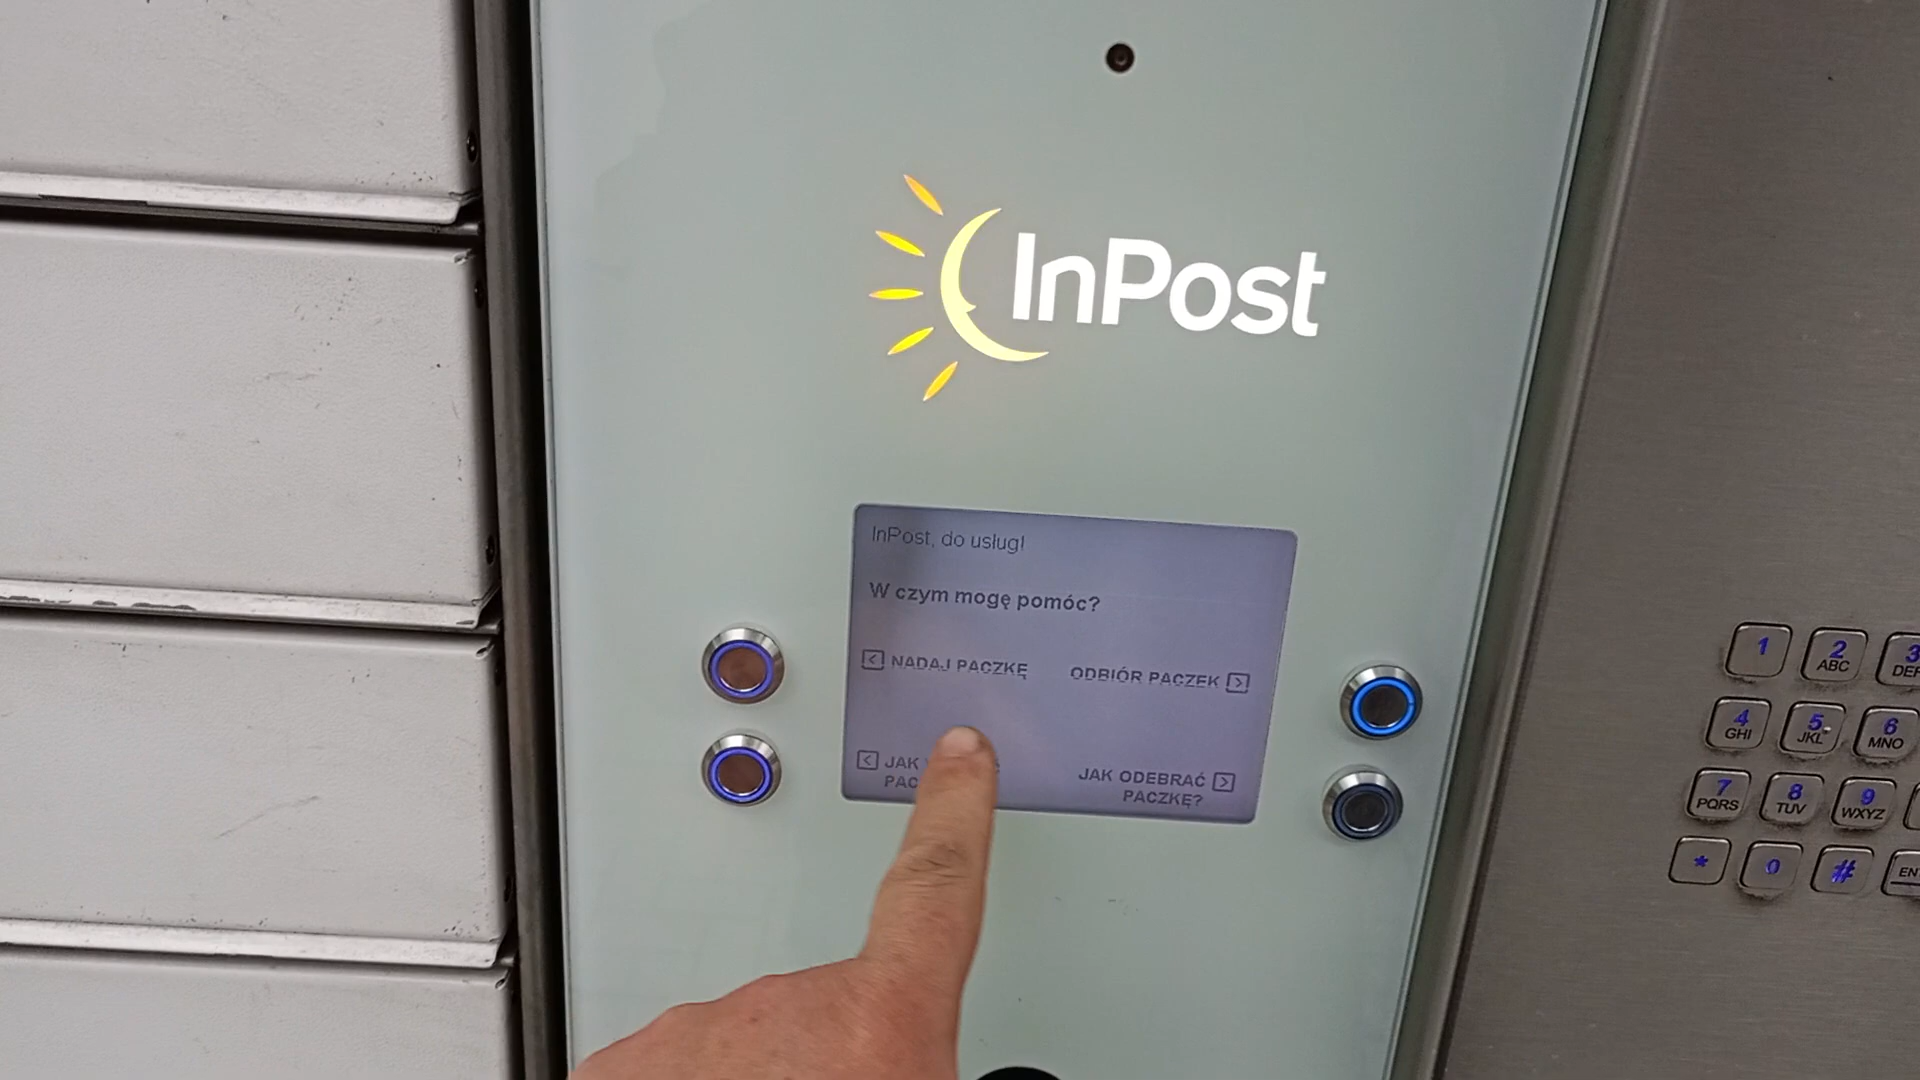 InPost
InPost, do usług!
W czym mogę pomóc?
< NADAJ PACZKĘ
ODBIÓR PACZEK >
< JAK
JAK ODEBRAĆ >
PACZKĘ?
1
2
ABC
3
4
GHI
5
JKL
6
MNO
7
PQRS
8
TUV
9
WXYZ
*
0
#